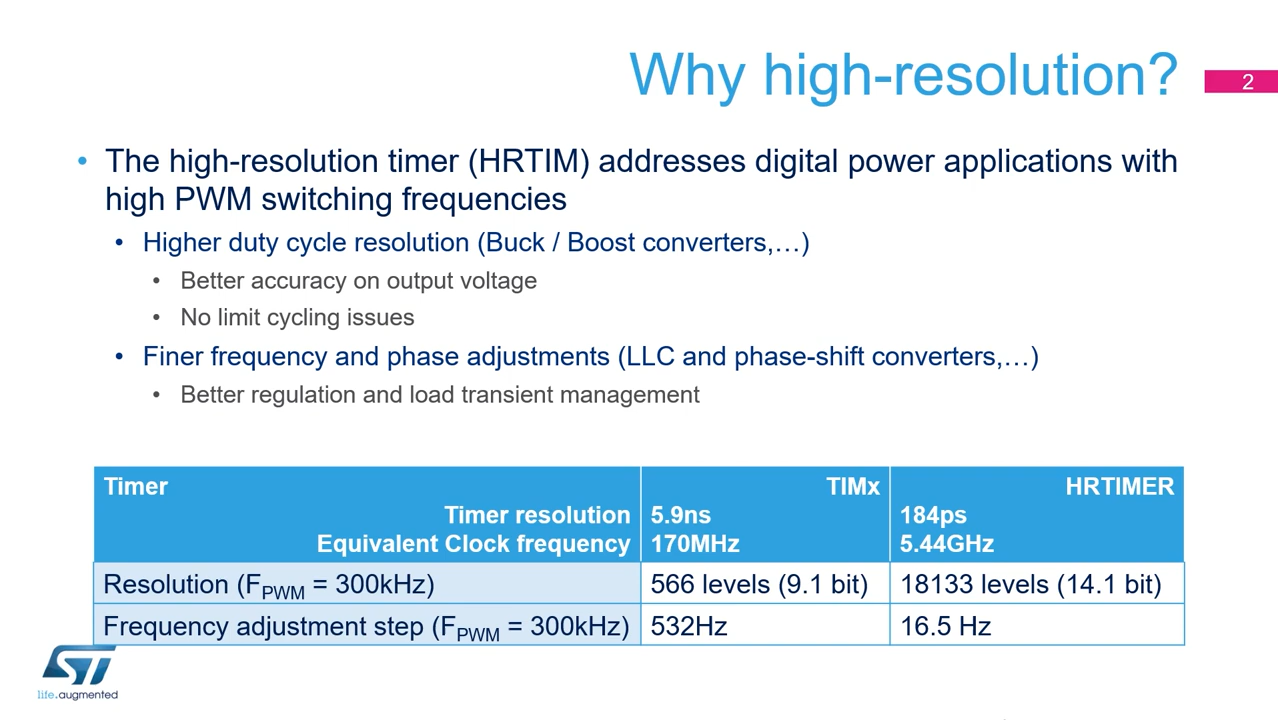 Why high-resolution?
2
• The high-resolution timer (HRTIM) addresses digital power applications with
high PWM switching frequencies
• Higher duty cycle resolution (Buck / Boost converters,…)
• Better accuracy on output voltage
• No limit cycling issues
• Finer frequency and phase adjustments (LLC and phase-shift converters,…)
• Better regulation and load transient management
Timer TIMx HRTIMER
Timer resolution 5.9ns 184ps
Equivalent Clock frequency 170MHz 5.44GHz
Resolution (FPWM = 300kHz) 566 levels (9.1 bit) 18133 levels (14.1 bit)
Frequency adjustment step (FPWM = 300kHz) 532Hz 16.5 Hz
ST
life.augmented